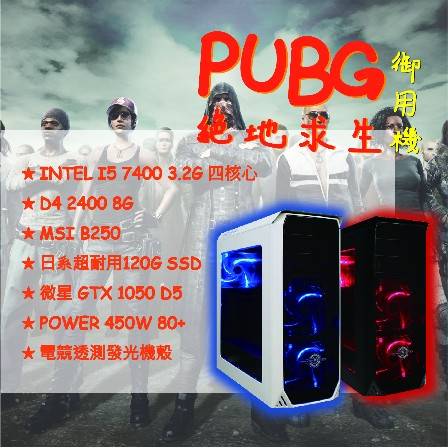 PUBG
御用機
絕地求生
★ INTEL I5 7400 3.2G 四核心
★ D4 2400 8G
★ MSI B250
★ 日系超耐用120G SSD
★ 微星 GTX 1050 D5
★ POWER 450W 80+
★ 電競透測發光機殼